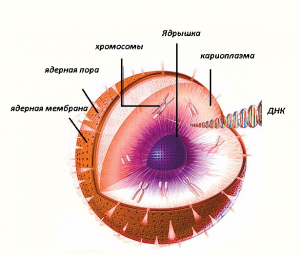 Ядрышка
хромосомы
кариоплазма
ядерная пора
ядерная мембрана
ДНК